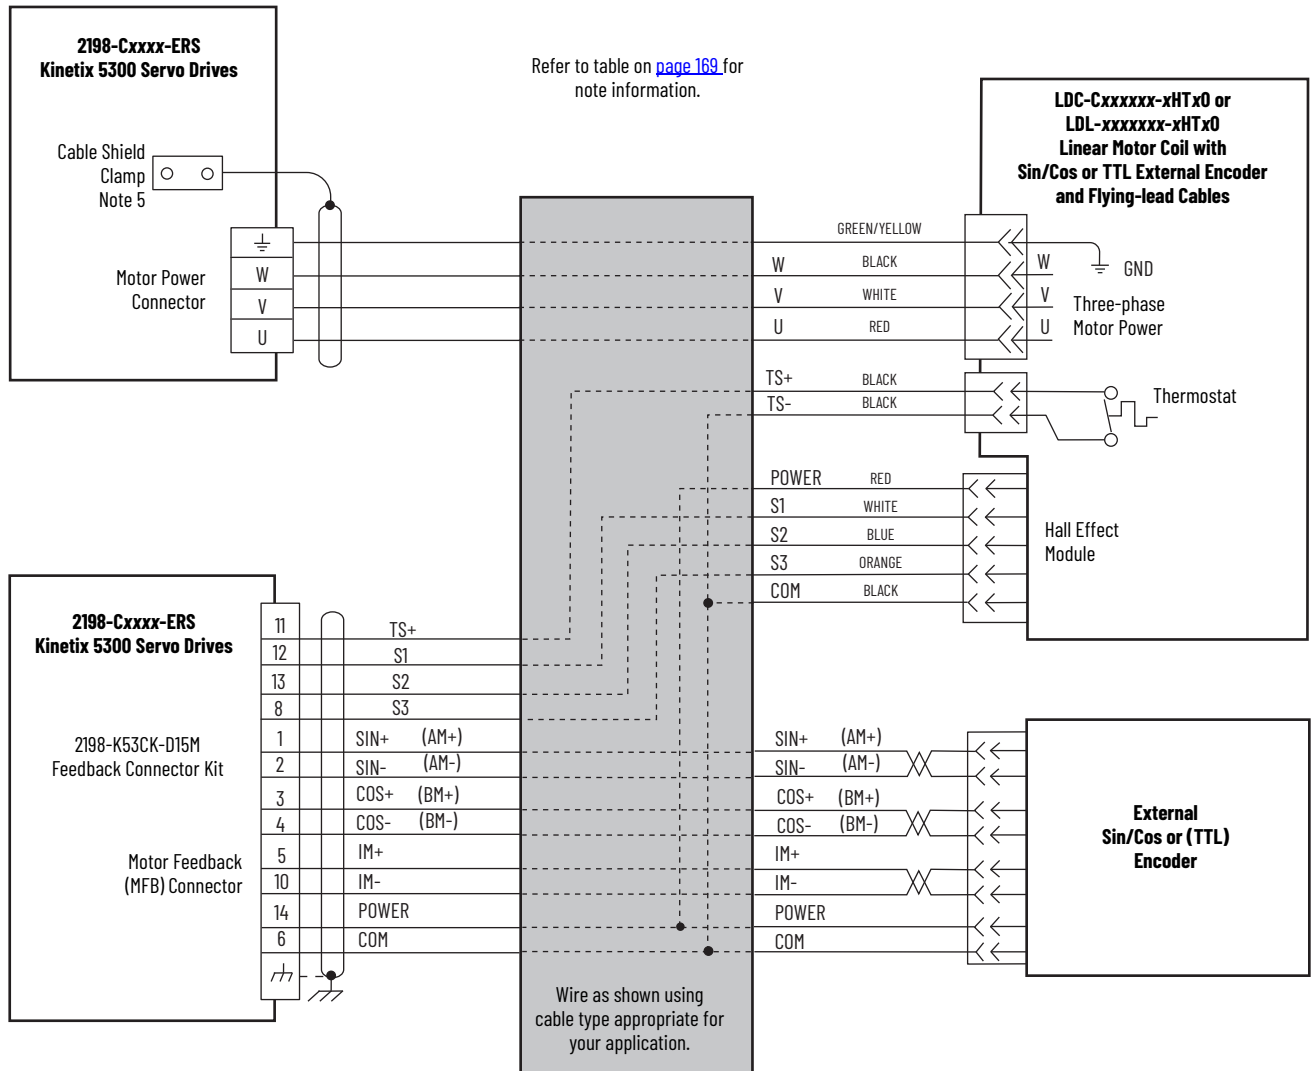 2198-Cxxxx-ERS
Kinetix 5300 Servo Drives
Cable Shield
Clamp
Note 5
Motor Power
Connector
W
V
U
Refer to table on page 169 for
note information.
LDC-Cxxxxxx-xHTx0 or
LDL-xxxxxxx-xHTx0
Linear Motor Coil with
Sin/Cos or TTL External Encoder
and Flying-lead Cables
GREEN/YELLOW
W BLACK
V WHITE
U RED
W
V
U
GND
Three-phase
Motor Power
TS+ BLACK
TS- BLACK
Thermostat
POWER RED
S1 WHITE
S2 BLUE
S3 ORANGE
COM BLACK
Hall Effect
Module
2198-Cxxxx-ERS
Kinetix 5300 Servo Drives
2198-K53CK-D15M
Feedback Connector Kit
Motor Feedback
(MFB) Connector
11 TS+
12 S1
13 S2
8 S3
1 SIN+ (AM+)
2 SIN- (AM-)
3 COS+ (BM+)
4 COS- (BM-)
5 IM+
10 IM-
14 POWER
6 COM
SIN+ (AM+)
SIN- (AM-)
COS+ (BM+)
COS- (BM-)
IM+
IM-
POWER
COM
External
Sin/Cos or (TTL)
Encoder
Wire as shown using
cable type appropriate for
your application.